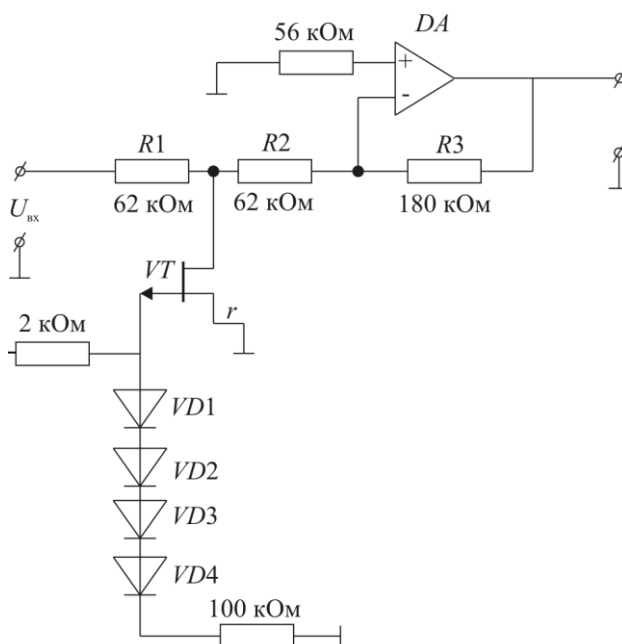 DA
56 кОм
+
-
R1
R2
R3
62 кОм
62 кОм
180 кОм
Uвх
VT
r
2 кОм
VD1
VD2
VD3
VD4
100 кОм